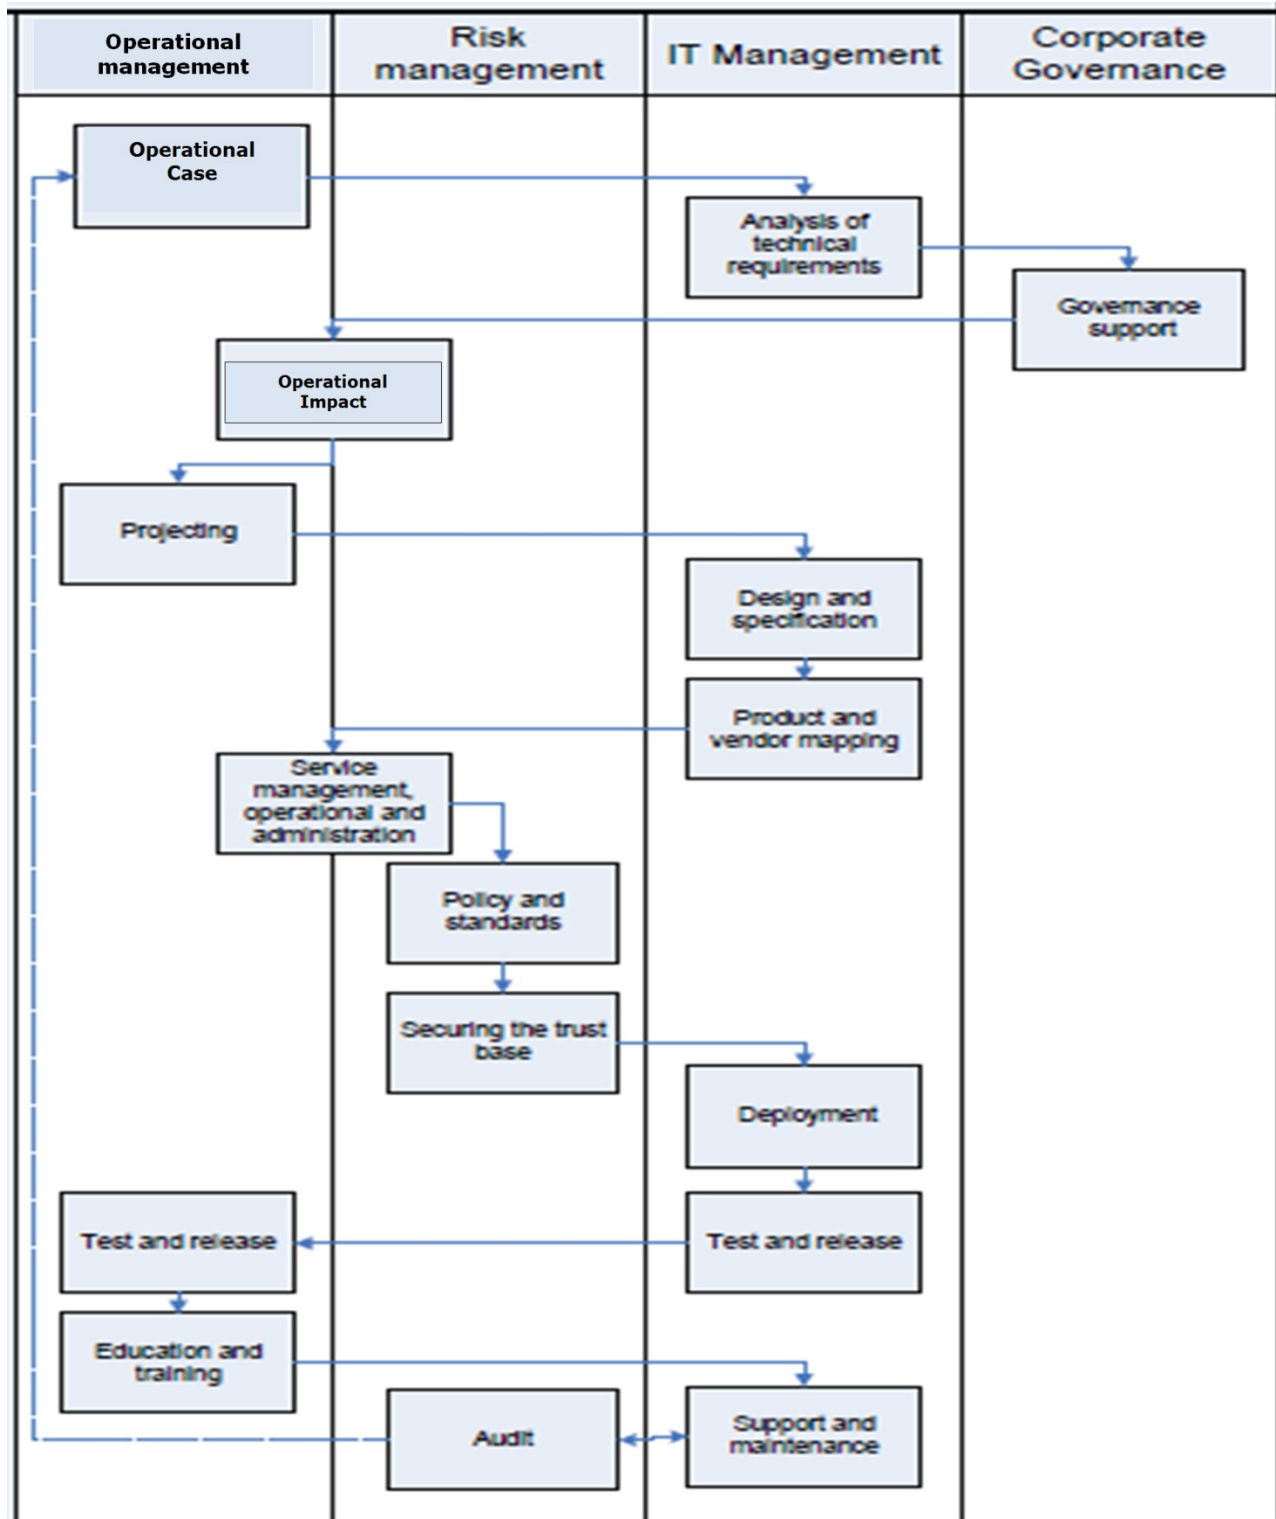 Operational
management
Risk
management
IT Management
Corporate
Governance
Operational
Case
Analysis of
technical
requirements
Governance
support
Operational
Impact
Projecting
Design and
specification
Product and
vendor mapping
Service
management,
operational and
administration
Policy and
standards
Securing the trust
base
Deployment
Test and release
Test and release
Education and
training
Audit
Support and
maintenance